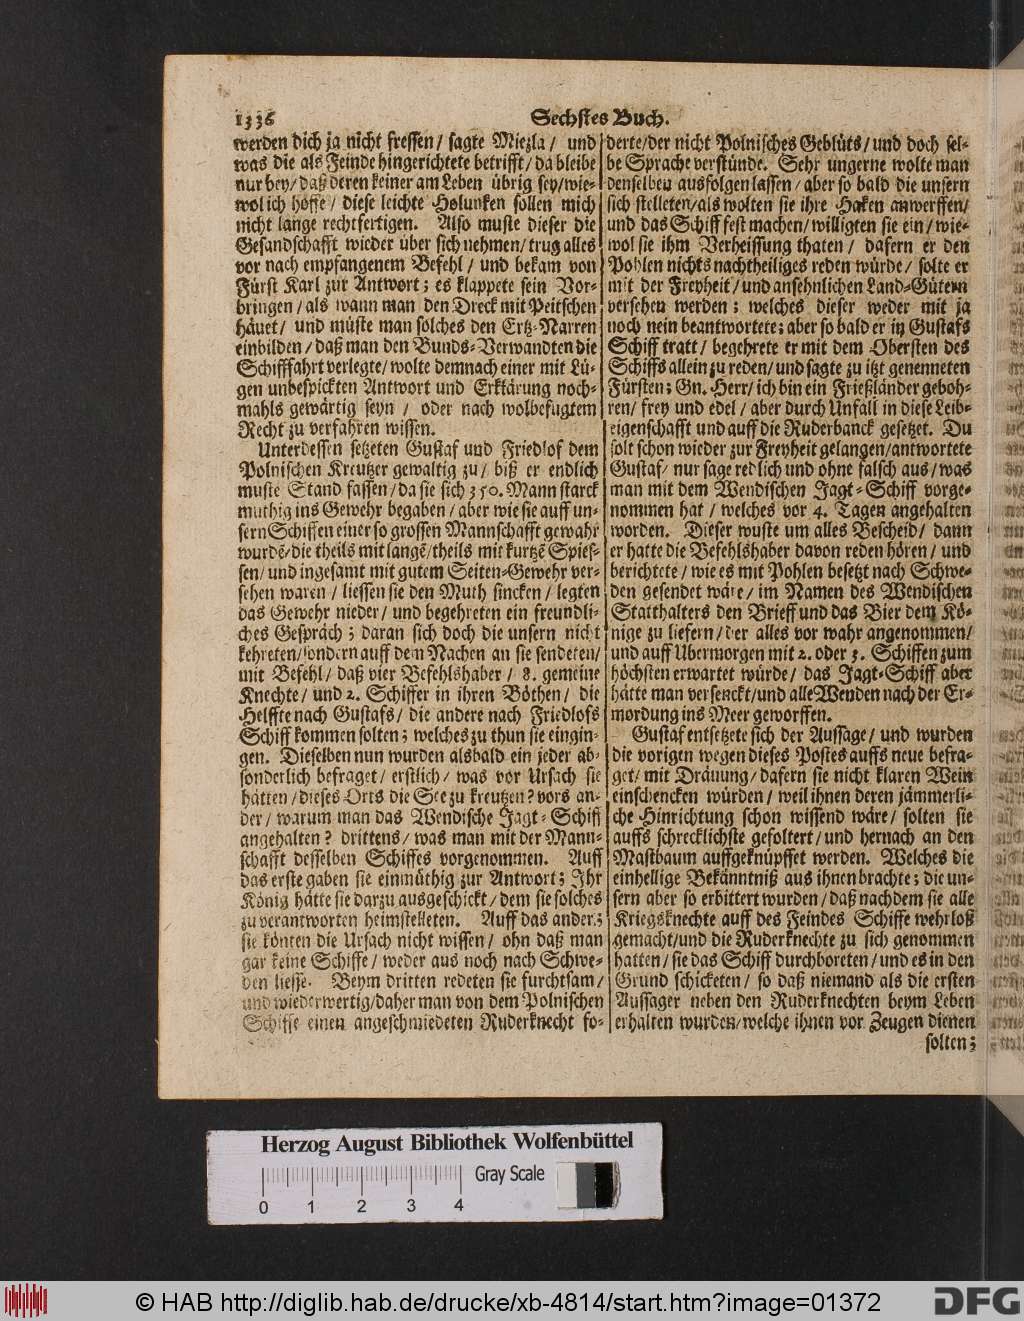 1336 Sechstes Buch.
werden dich ja nicht fressen/ sagte Miezla/ und
was die als Feinde hingerichtete betrifft/ da bleibe
nur bey/ daß deren keiner am Leben übrig sey/wie-
wol ich hoffe/ diese leichte Holunken sollen mich
nicht lange rechtfertigen. Also muste dieser die
Gesandschafft wieder über sich nehmen/ trug alles
vor nach empfangenem Befehl/ und bekam von
Fürst Karl zur Antwort; es klappete sein Vor-
bringen/ als wann man den Dreck mit Peitschen
häuet/ und müste man solches den Ertz-Narren
einbilden/ daß man den Bunds-Verwandten die
Schifffahrt verlegte/ wolte demnach einer mit Lü-
gen unbespickten Antwort und Erklärung noch-
mahls gewärtig seyn/ oder nach wolbefugtem
Recht zu verfahren wissen.
Unterdessen setzeten Gustaf und Friedlof dem
Polnischen Kreutzer gewaltig zu/ biß er endlich
muste Stand fassen/ da sie sich 350. Mann starck
muthig ins Gewehr begaben/ aber wie sie auff un-
sern Schiffen einer so grossen Mannschafft gewahr
wurdẽ/ die theils mit langẽ/ theils mit kurtzẽ Spies-
sen/ und ingesamt mit gutem Seiten-Gewehr ver-
sehen waren/ liessen sie den Muth sincken/ legten
das Gewehr nieder/ und begehreten ein freundli-
ches Gespräch; daran sich doch die unsern nicht
kehreten/ sondern auff dem Nachen an sie sendeten/
mit Befehl/ daß vier Befehlshaber/ 8. gemeine
Knechte/ und 2. Schiffer in ihren Böthen/ die
Helffte nach Gustafs/ die andere nach Friedlofs
Schiff kommen solten; welches zu thun sie eingin-
gen. Dieselben nun wurden alsbald ein jeder ab-
sonderlich befraget/ erstlich/ was vor Ursach sie
hätten/ dieses Orts die See zu kreutzen? vors an-
der/ warum man das Wendische Jagt-Schiff
angehalten? drittens/ was man mit der Mann-
schafft desselben Schiffes vorgenommen. Auff
das erste gaben sie einmüthig zur Antwort; Ihr
König hätte sie darzu ausgeschickt/ dem sie solches
zu verantworten heimstelleten. Auff das ander;
sie könten die Ursach nicht wissen/ ohn daß man
gar keine Schiffe/ weder aus noch nach Schwe-
den liesse. Beym dritten redeten sie furchtsam/
und wiederwertig/ daher man von dem Polnischen
Schiffe einen angeschmiedeten Ruderknecht fo-
derte/ der nicht Polnisches Geblüts/ und doch sel-
be Sprache verstünde. Sehr ungerne wolte man
denselben ausfolgen lassen/ aber so bald die unsern
sich stelleten/ als wolten sie ihre Haken anwerffen/
und das Schiff fest machen/ willigten sie ein/ wie-
wol sie ihm Verheissung thaten/ dafern er den
Pohlen nichts nachtheiliges reden würde/ solte er
mit der Freyheit/ und ansehnlichen Land-Gütern
versehen werden; welches dieser weder mit ja
noch nein beantwortete; aber so bald er in Gustafs
Schiff tratt/ begehrete er mit dem Obersten des
Schiffs allein zu reden/ und sagte zu itzt genenneten
Fürsten; Gn. Herr/ ich bin ein Frießländer geboh-
ren/ frey und edel/ aber durch Unfall in diese Leib-
eigenschafft und auff die Ruderbanck gesetzet. Du
solt schon wieder zur Freyheit gelangen/ antwortete
Gustaf/ nur sage redlich und ohne falsch aus/ was
man mit dem Wendischen Jagt-Schiff vorge-
nommen hat/ welches vor 4. Tagen angehalten
worden. Dieser wuste um alles Bescheid/ dann
er hatte die Befehlshaber davon reden hören/ und
berichtete/ wie es mit Pohlen besetzt nach Schwe-
den gesendet wäre/ im Namen des Wendischen
Statthalters den Brieff und das Bier dem Kö-
nige zu liefern/ der alles vor wahr angenommen/
und auff Ubermorgen mit 2. oder 3. Schiffen zum
höchsten erwartet würde/ das Jagt-Schiff aber
hätte man versenckt/ und alle Wenden nach der Er-
mordung ins Meer geworffen.
Gustaf entsetzete sich der Aussage/ und wurden
die vorigen wegen dieses Postes auffs neue befra-
get/ mit Dräuung/ dafern sie nicht klaren Wein
einschencken würden/ weil ihnen deren jämmerli-
che Hinrichtung schon wissend wäre/ solten sie
auffs schrecklichste gefoltert/ und hernach an den
Mastbaum auffgeknüpffet werden. Welches die
einhellige Bekäntniß aus ihnen brachte; die un-
sern aber so erbittert wurden/ daß nachdem sie alle
Kriegsknechte auff des Feindes Schiffe wehrloß
gemacht/ und die Ruderknechte zu sich genommen
hatten/ sie das Schiff durchboreten/ und es in den
Grund schicketen/ so daß niemand als die ersten
Aussager neben den Ruderknechten beym Leben
erhalten wurden/ welche ihnen vor Zeugen dienen
solten;
Herzog August Bibliothek Wolfenbüttel
Gray Scale
0 1 2 3 4
© HAB http://diglib.hab.de/drucke/xb-4814/start.htm?image=01372
DFG